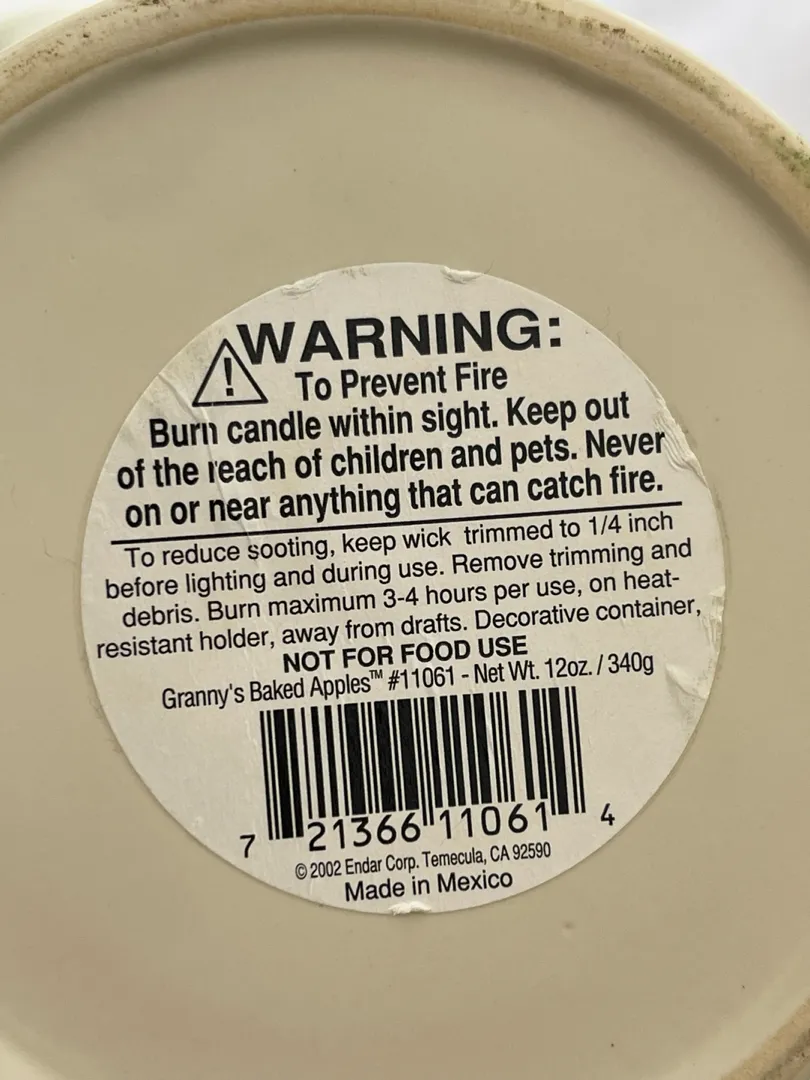 WARNING:
! To Prevent Fire
Burn candle within sight. Keep out
of the reach of children and pets. Never
on or near anything that can catch fire.
To reduce sooting, keep wick trimmed to 1/4 inch
before lighting and during use. Remove trimming and
debris. Burn maximum 3-4 hours per use, on heat-
resistant holder, away from drafts. Decorative container,
NOT FOR FOOD USE
Granny's Baked Apples™ #11061 - Net Wt. 12oz. / 340g
7 21366 11061 4
© 2002 Endar Corp. Temecula, CA 92590
Made in Mexico